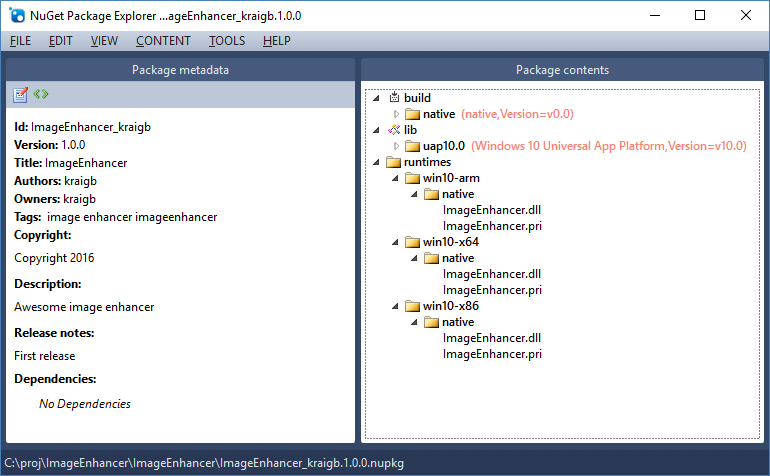 NuGet Package Explorer ...ageEnhancer_kraigb.1.0.0
FILE EDIT VIEW CONTENT TOOLS HELP
Package metadata
Id: ImageEnhancer_kraigb
Version: 1.0.0
Title: ImageEnhancer
Authors: kraigb
Owners: kraigb
Tags: image enhancer imageenhancer
Copyright:
Copyright 2016
Description:
Awesome image enhancer
Release notes:
First release
Dependencies:
No Dependencies
Package contents
build
native (native,Version=v0.0)
lib
uap10.0 (Windows 10 Universal App Platform,Version=v10.0)
runtimes
win10-arm
native
ImageEnhancer.dll
ImageEnhancer.pri
win10-x64
native
ImageEnhancer.dll
ImageEnhancer.pri
win10-x86
native
ImageEnhancer.dll
ImageEnhancer.pri
C:\proj\ImageEnhancer\ImageEnhancer\ImageEnhancer_kraigb.1.0.0.nupkg